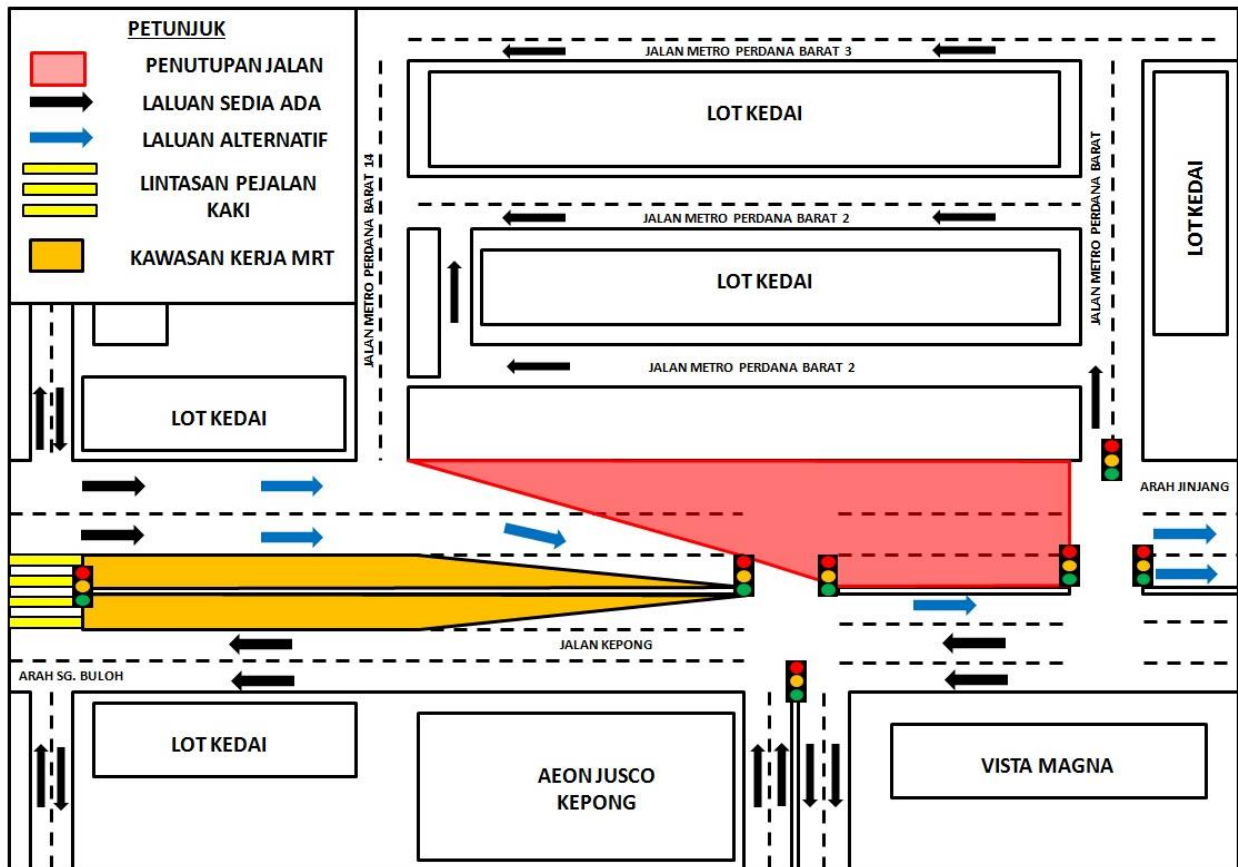 PETUNJUK
PENUTUPAN JALAN
LALUAN SEDIA ADA
LALUAN ALTERNATIF
LINTASAN PEJALAN
KAKI
KAWASAN KERJA MRT
JALAN METRO PERDANA BARAT 3
LOT KEDAI
JALAN METRO PERDANA BARAT 14
JALAN METRO PERDANA BARAT 2
JALAN METRO PERDANA BARAT
LOT KEDAI
LOT KEDAI
JALAN METRO PERDANA BARAT 2
LOT KEDAI
ARAH JINJANG
JALAN KEPONG
ARAH SG. BULOH
LOT KEDAI
AEON JUSCO
KEPONG
VISTA MAGNA